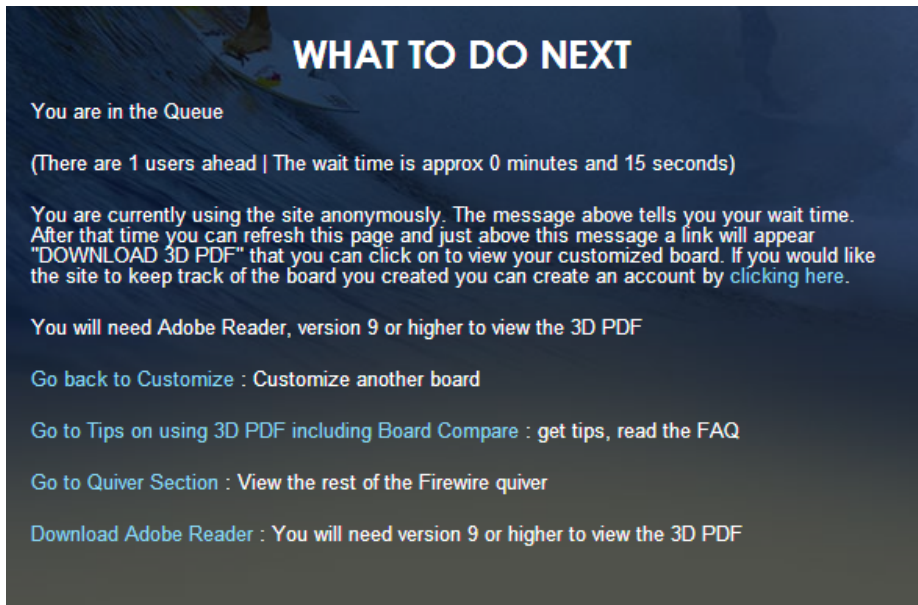 WHAT TO DO NEXT
You are in the Queue
(There are 1 users ahead | The wait time is approx 0 minutes and 15 seconds)
You are currently using the site anonymously. The message above tells you your wait time.
After that time you can refresh this page and just above this message a link will appear
"DOWNLOAD 3D PDF" that you can click on to view your customized board. If you would like
the site to keep track of the board you created you can create an account by clicking here.
You will need Adobe Reader, version 9 or higher to view the 3D PDF
Go back to Customize : Customize another board
Go to Tips on using 3D PDF including Board Compare : get tips, read the FAQ
Go to Quiver Section : View the rest of the Firewire quiver
Download Adobe Reader : You will need version 9 or higher to view the 3D PDF